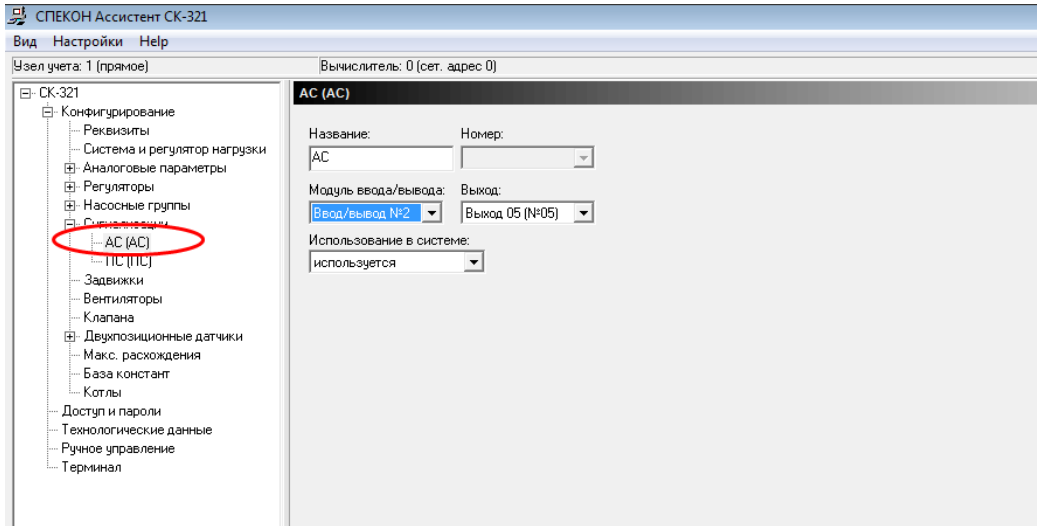 СПЕКОН Ассистент СК-321
Вид Настройки Help
Узел учета: 1 (прямое) Вычислитель: 0 (сет. адрес 0)
СК-321
Конфигурирование
Реквизиты
Система и регулятор нагрузки
Аналоговые параметры
Регуляторы
Насосные группы
Сигнализации
АС (АС)
ПС (ПС)
Задвижки
Вентиляторы
Клапана
Двухпозиционные датчики
Макс. расхождения
База констант
Котлы
Доступ и пароли
Технологические данные
Ручное управление
Терминал
АС (АС)
Название: Номер:
АС
Модуль ввода/вывода: Выход:
Ввод/вывод №2 Выход 05 (№05)
Использование в системе:
используется